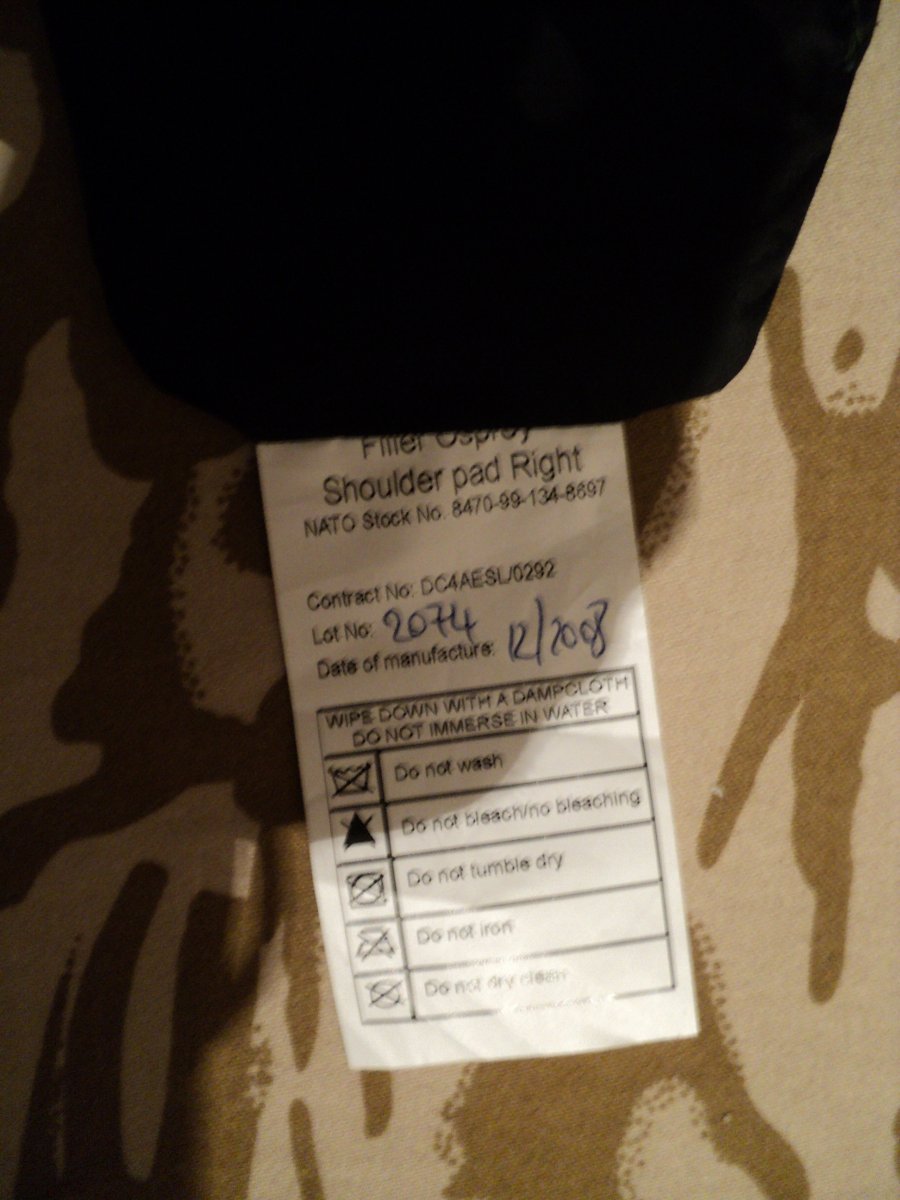 Filler Osprey
Shoulder pad Right
NATO Stock No. 8470-99-134-8697
Contract No: DC4AESL/0292
Lot No: 2074
Date of manufacture: 12/2008
WIPE DOWN WITH A DAMPCLOTH
DO NOT IMMERSE IN WATER
Do not wash
Do not bleach/no bleaching
Do not tumble dry
Do not iron
Do not dry clean